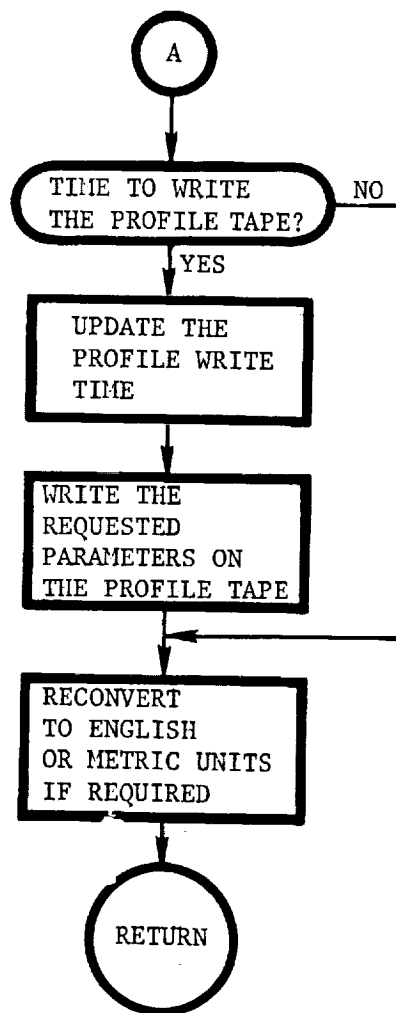 A
TIME TO WRITE
NO
THE PROFILE TAPE?
YES
UPDATE THE
PROFILE WRITE
TIME
WRITE THE
REQUESTED
PARAMETERS ON
THE PROFILE TAPE
RECONVERT
TO ENGLISH
OR METRIC UNITS
IF REQUIRED
RETURN